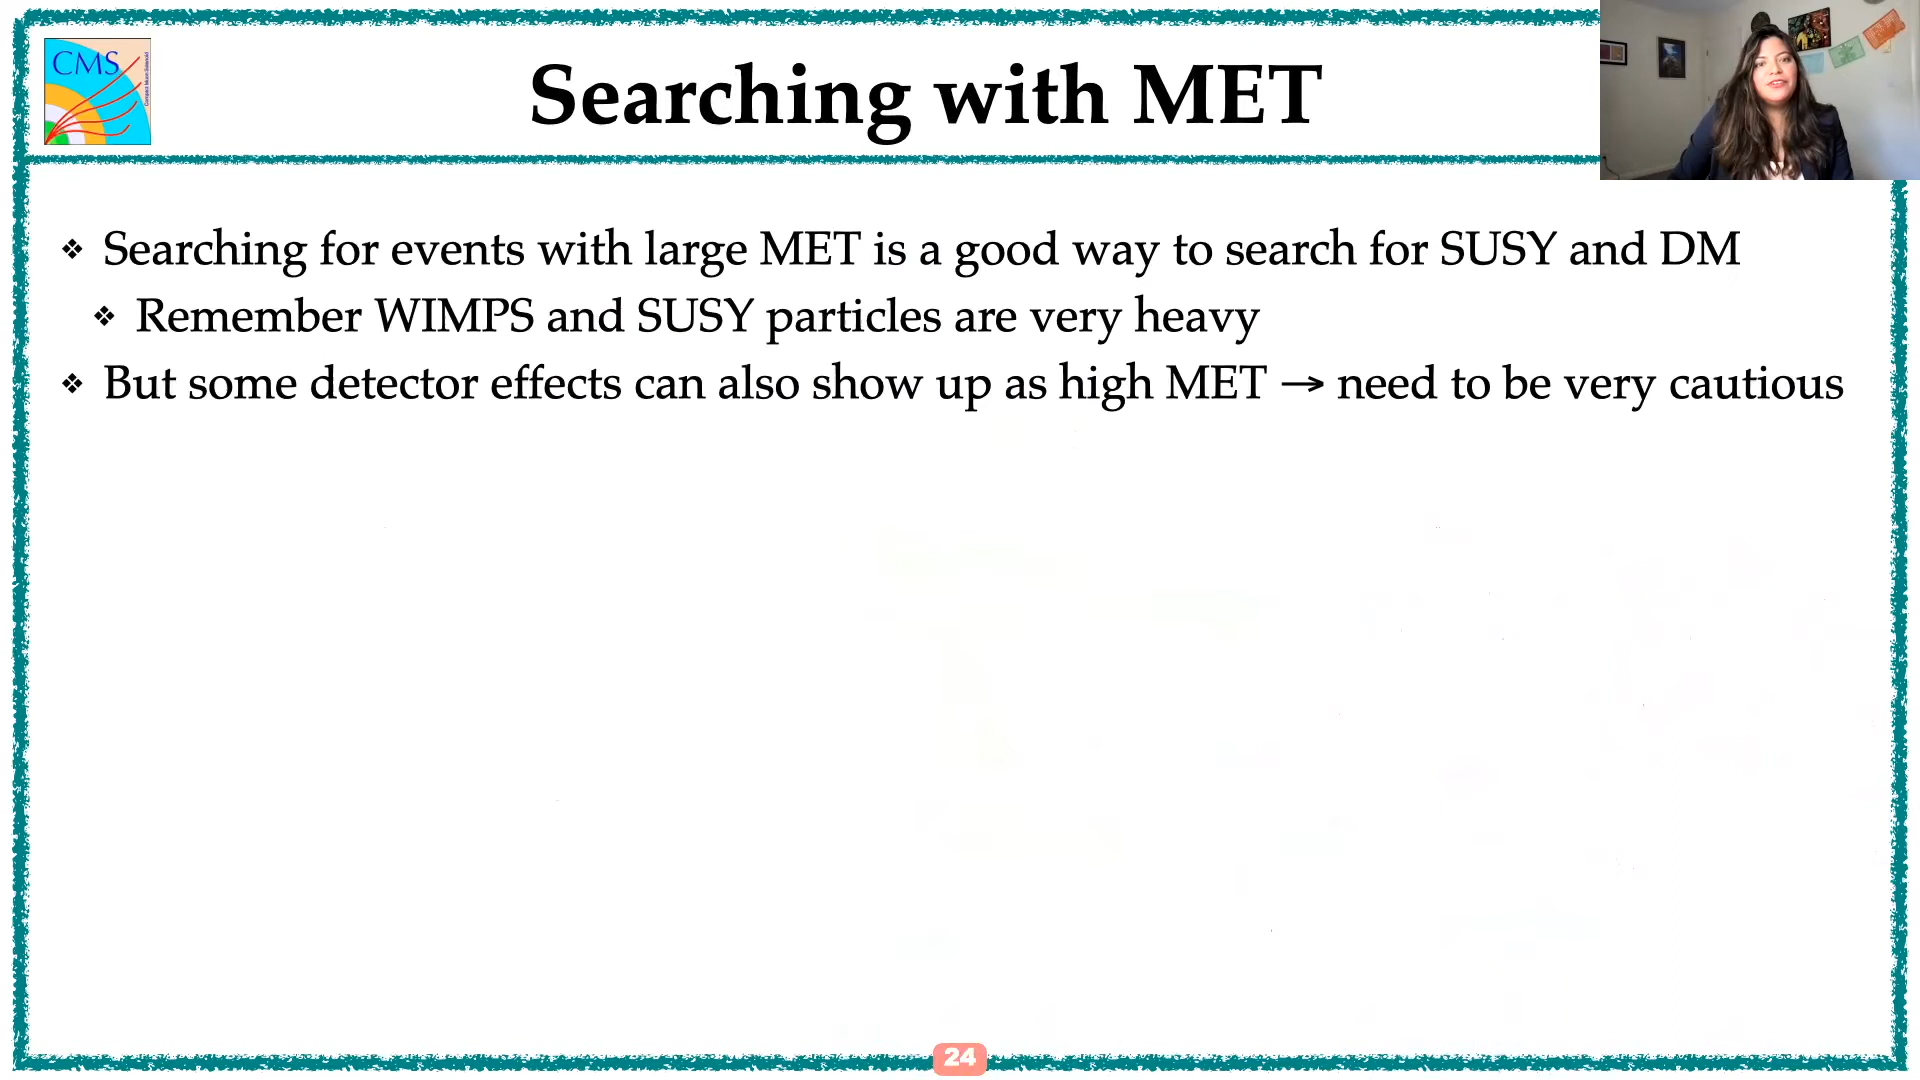 CMS
Searching with MET
❖ Searching for events with large MET is a good way to search for SUSY and DM
❖ Remember WIMPS and SUSY particles are very heavy
❖ But some detector effects can also show up as high MET → need to be very cautious
24